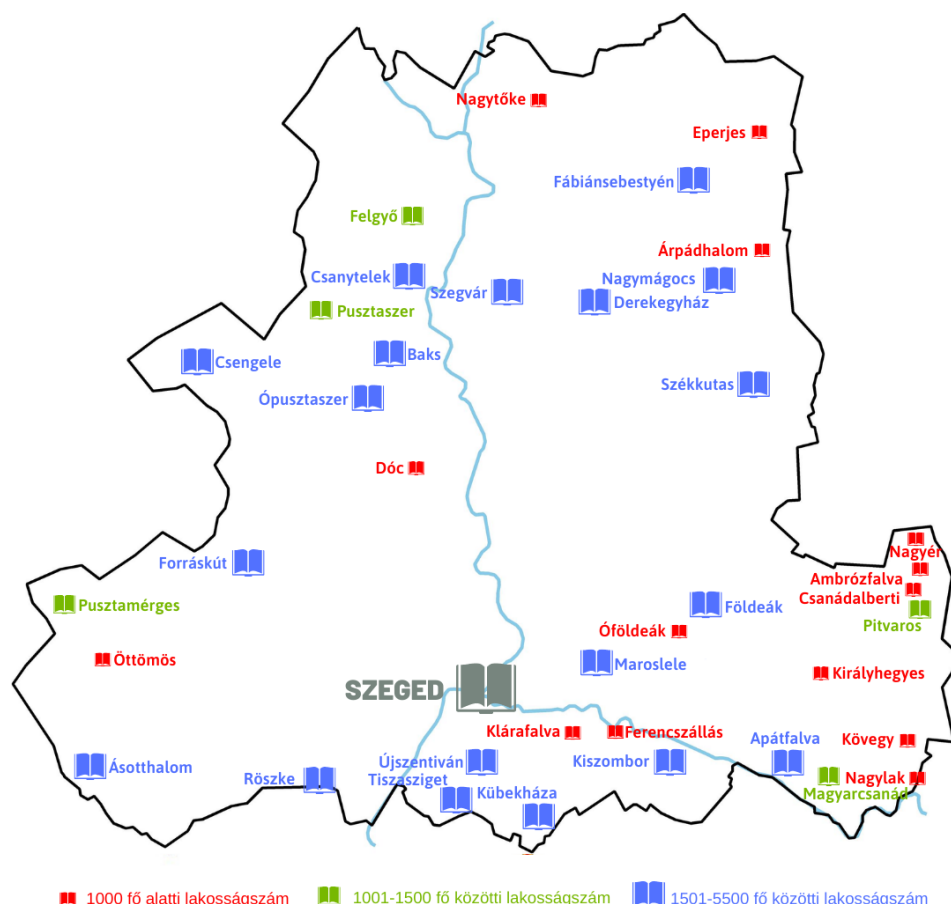 Nagytőke
Eperjes
Fábiánsebestyén
Felgyő
Árpádhalom
Csanytelek
Nagymágocs
Szegvár
Derekegyház
Pusztaszer
Baks
Csengele
Székkutas
Ópusztaszer
Dóc
Nagyér
Forráskút
Ambrózfalva
Csanádalberti
Pusztamérges
Földeák
Pitvaros
Óföldeák
Öttömös
Maroslele
Királyhegyes
SZEGED
Klárafalva
Ferencszállás
Apátfalva
Kövegy
Újszentiván
Kiszombor
Ásotthalom
Röszke
Tiszasziget
Nagylak
Kübekháza
Magyarcsanád
1000 fő alatti lakosságszám
1001-1500 fő közötti lakosságszám
1501-5500 fő közötti lakosságszám